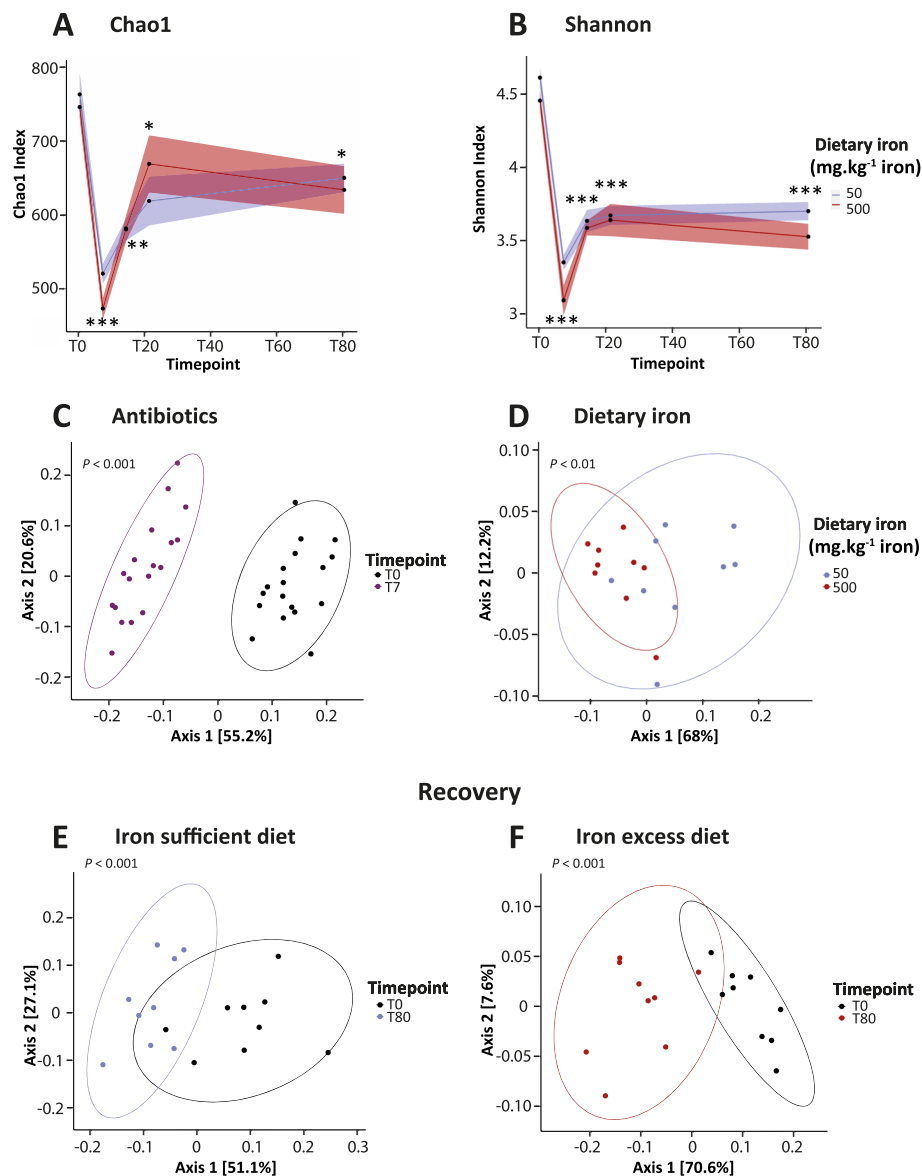 A Chao1
800
700
600
500
Chao1 Index
*
*
**
***
T0 T20 T40 T60 T80
Timepoint
B Shannon
4.5
4
3.5
3
Shannon Index
***
***
***
***
T0 T20 T40 T60 T80
Timepoint
Dietary iron
(mg.kg⁻¹ iron)
50
500
C Antibiotics
P < 0.001
0.2
0.1
0
-0.1
-0.2
Axis 2 [20.6%]
-0.2 -0.1 0 0.1 0.2
Axis 1 [55.2%]
Timepoint
T0
T7
D Dietary iron
P < 0.01
0.10
0.05
0
-0.05
-0.10
Axis 2 [12.2%]
-0.1 0 0.1 0.2
Axis 1 [68%]
Dietary iron
(mg.kg⁻¹ iron)
50
500
Recovery
E Iron sufficient diet
P < 0.001
0.2
0.1
0
-0.1
-0.2
Axis 2 [27.1%]
-0.2 -0.1 0 0.1 0.2 0.3
Axis 1 [51.1%]
Timepoint
T0
T80
F Iron excess diet
P < 0.001
0.10
0.05
0
-0.05
-0.10
Axis 2 [7.6%]
-0.2 -0.1 0 0.1 0.2
Axis 1 [70.6%]
Timepoint
T0
T80